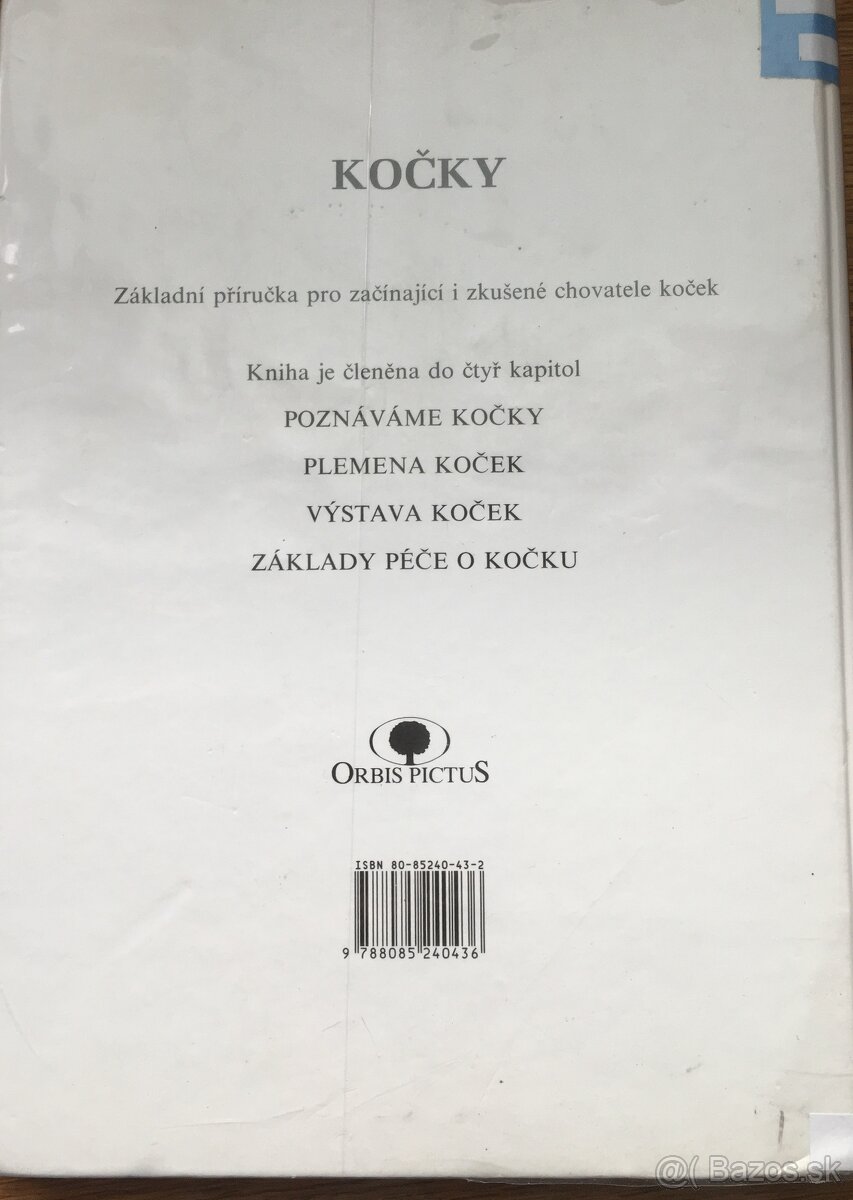 KOČKY
Základní příručka pro začínající i zkušené chovatele koček
Kniha je členěna do čtyř kapitol
POZNÁVÁME KOČKY
PLEMENA KOČEK
VÝSTAVA KOČEK
ZÁKLADY PÉČE O KOČKU
ORBIS PICTUS
ISBN 80-85240-43-2
9 788085 240436
@( Bazos.sk